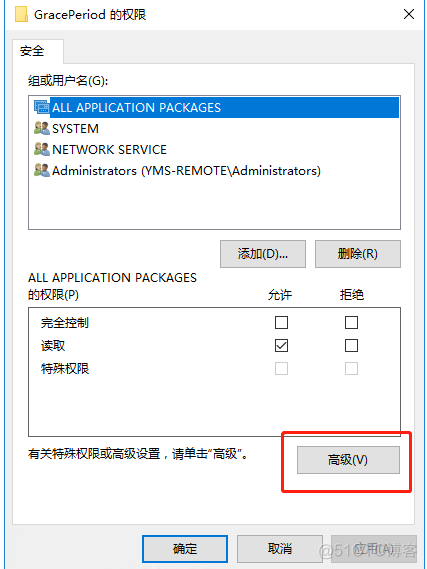 GracePeriod 的权限
安全
组或用户名(G):
ALL APPLICATION PACKAGES
SYSTEM
NETWORK SERVICE
Administrators (YMS-REMOTE\Administrators)
添加(D)... 删除(R)
ALL APPLICATION PACKAGES
的权限(P) 允许 拒绝
完全控制
读取
特殊权限
有关特殊权限或高级设置，请单击“高级”。 高级(V)
确定 取消 应用(A)
@51CTO博客